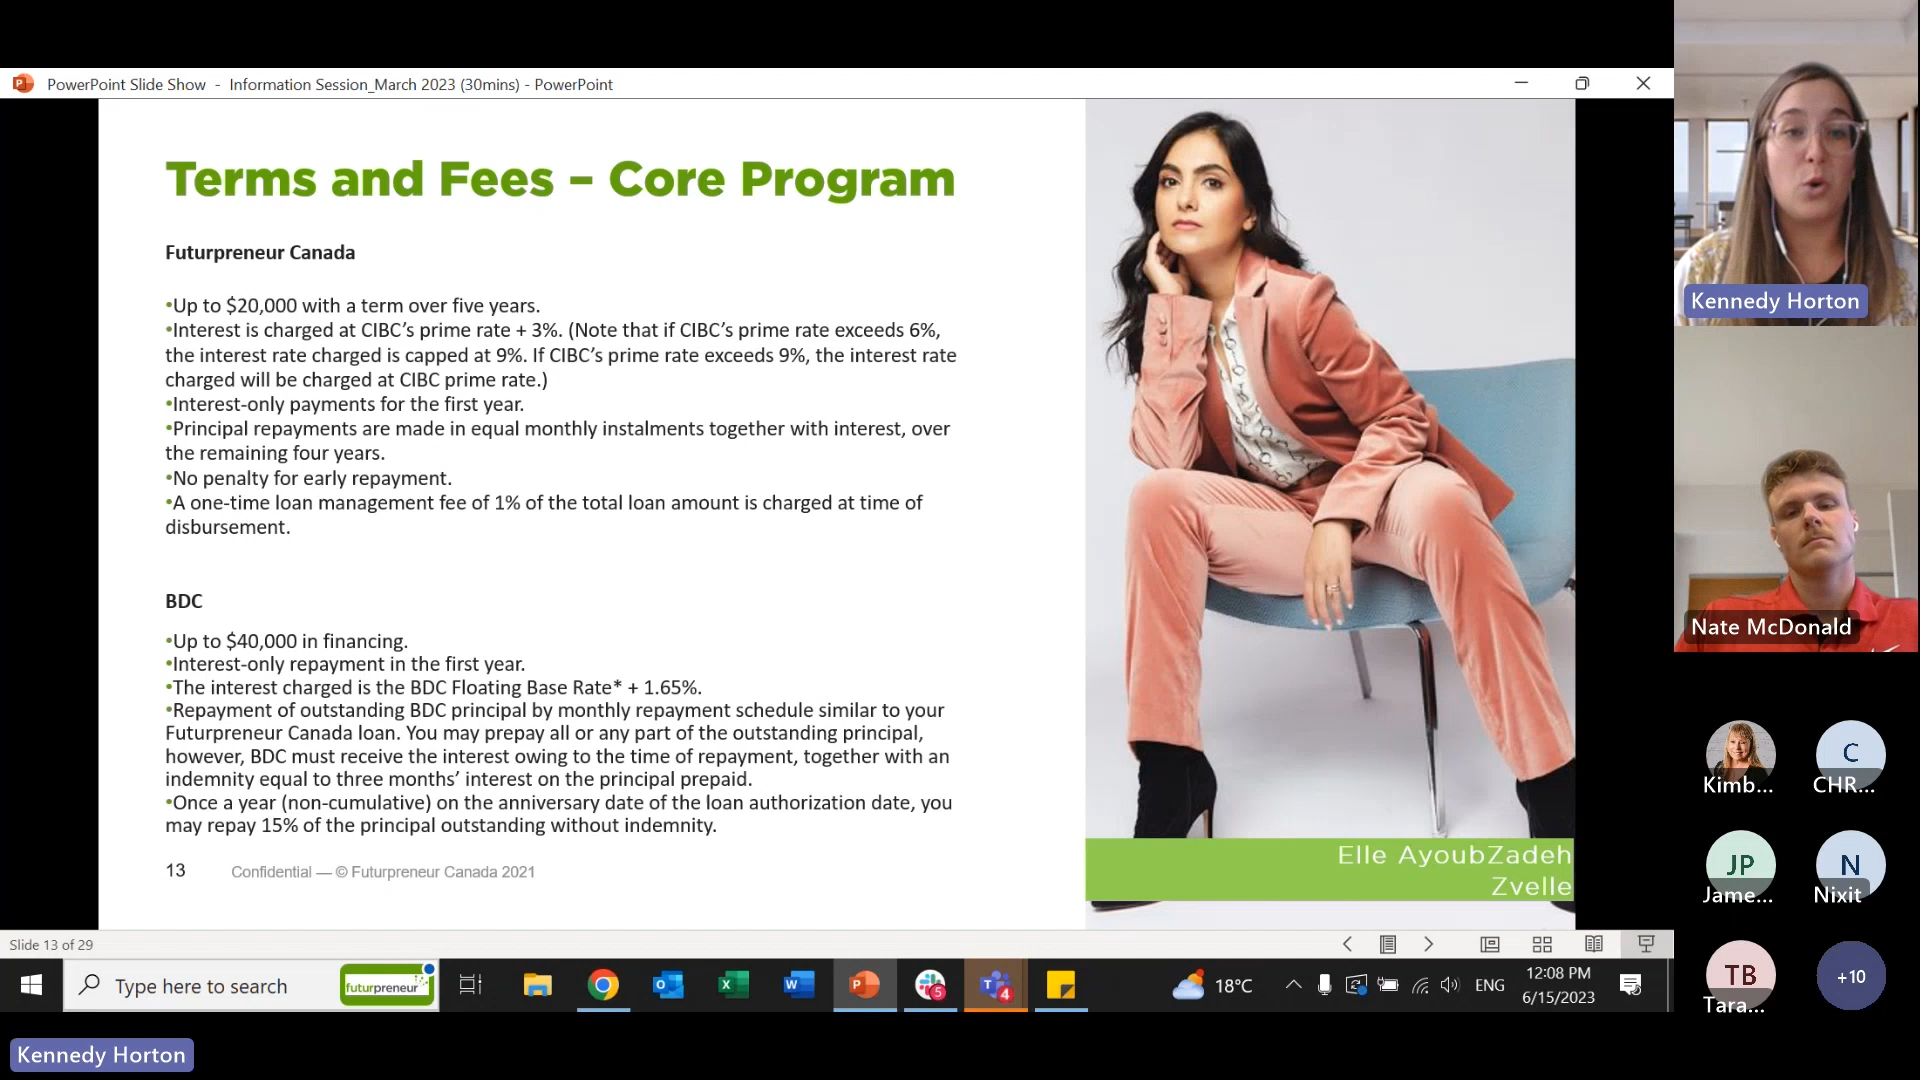 PowerPoint Slide Show - Information Session_March 2023 (30mins) - PowerPoint
Terms and Fees – Core Program
Futurpreneur Canada
•Up to $20,000 with a term over five years.
•Interest is charged at CIBC’s prime rate + 3%. (Note that if CIBC’s prime rate exceeds 6%,
the interest rate charged is capped at 9%. If CIBC’s prime rate exceeds 9%, the interest rate
charged will be charged at CIBC prime rate.)
•Interest-only payments for the first year.
•Principal repayments are made in equal monthly instalments together with interest, over
the remaining four years.
•No penalty for early repayment.
•A one-time loan management fee of 1% of the total loan amount is charged at time of
disbursement.
BDC
•Up to $40,000 in financing.
•Interest-only repayment in the first year.
•The interest charged is the BDC Floating Base Rate* + 1.65%.
•Repayment of outstanding BDC principal by monthly repayment schedule similar to your
Futurpreneur Canada loan. You may prepay all or any part of the outstanding principal,
however, BDC must receive the interest owing to the time of repayment, together with an
indemnity equal to three months’ interest on the principal prepaid.
•Once a year (non-cumulative) on the anniversary date of the loan authorization date, you
may repay 15% of the principal outstanding without indemnity.
13 Confidential — © Futurpreneur Canada 2021
Elle AyoubZadeh
Zvelle
Kennedy Horton
Nate McDonald
Kimb...
CHR...
C
JP
Jame...
N
Nixit
TB
Tara...
+10
Slide 13 of 29
Type here to search
futurpreneur
5
4
18°C
ENG
12:08 PM
6/15/2023
Kennedy Horton